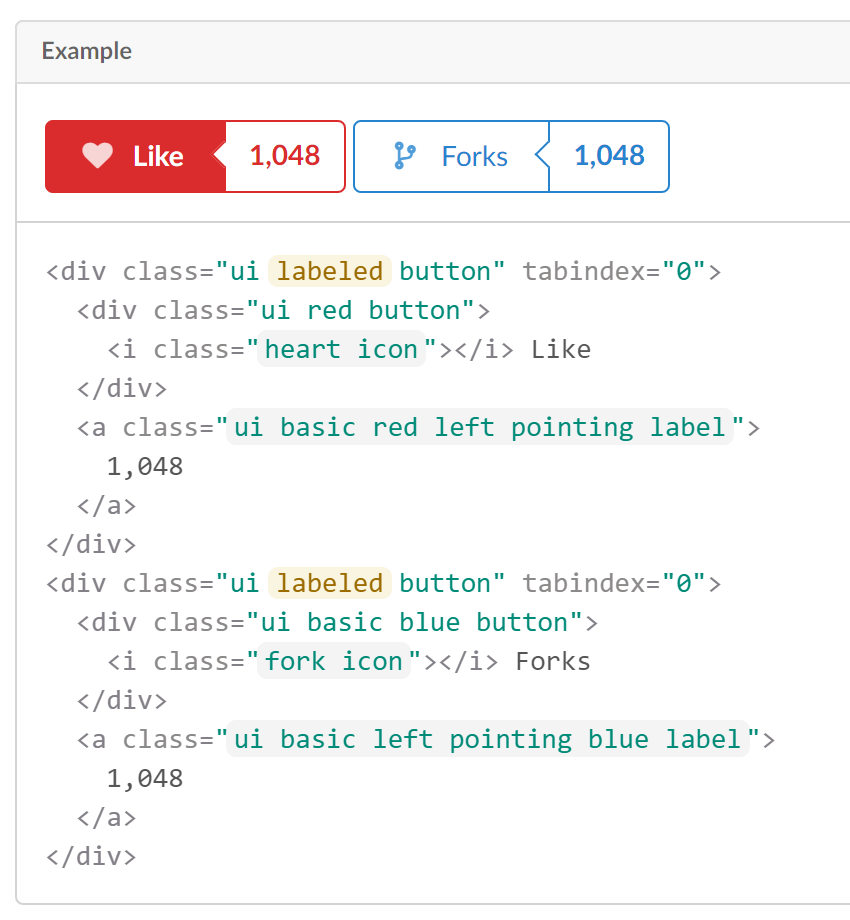 Example
Like 1,048 Forks 1,048
<div class="ui labeled button" tabindex="0">
  <div class="ui red button">
    <i class="heart icon"></i> Like
  </div>
  <a class="ui basic red left pointing label">
    1,048
  </a>
</div>
<div class="ui labeled button" tabindex="0">
  <div class="ui basic blue button">
    <i class="fork icon"></i> Forks
  </div>
  <a class="ui basic left pointing blue label">
    1,048
  </a>
</div>